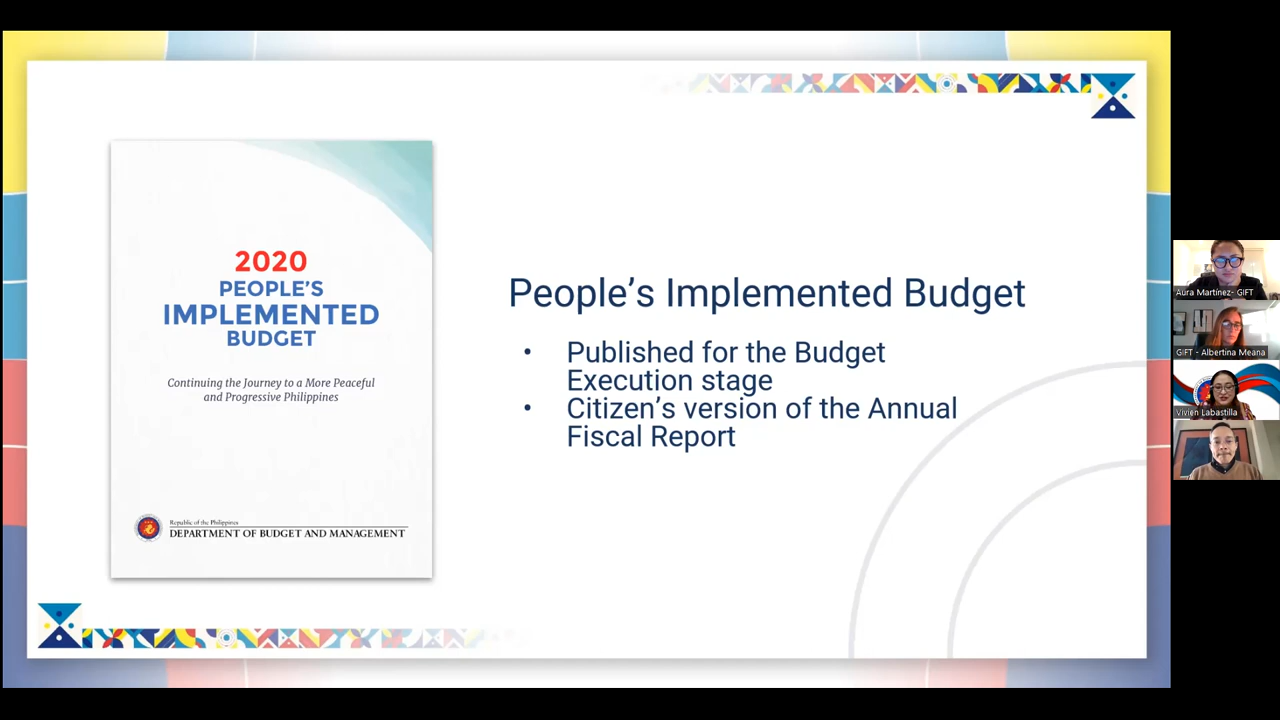 2020
PEOPLE'S
IMPLEMENTED
BUDGET
Continuing the Journey to a More Peaceful
and Progressive Philippines
Republic of the Philippines
DEPARTMENT OF BUDGET AND MANAGEMENT
People's Implemented Budget
• Published for the Budget
Execution stage
• Citizen's version of the Annual
Fiscal Report
Aura Martínez- GIFT
GIFT - Albertina Meana
Vivien Labastilla